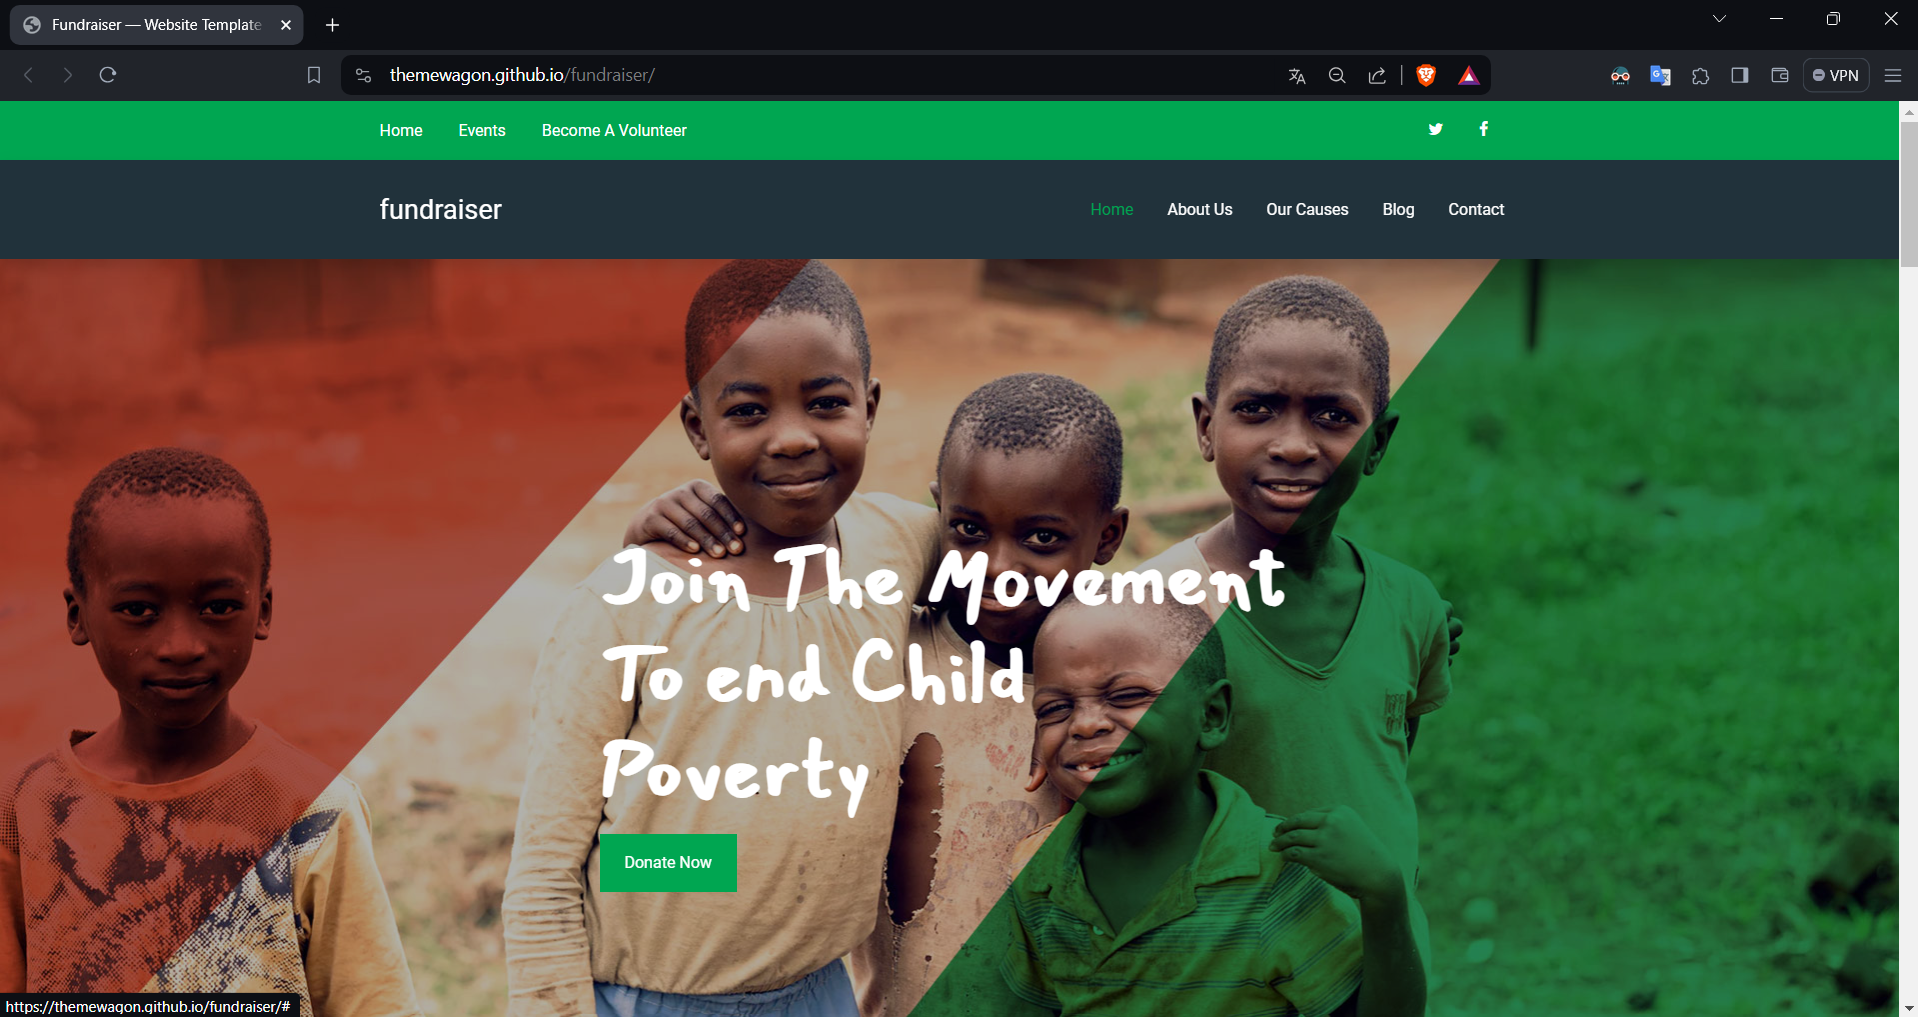 Fundraiser — Website Template
themewagon.github.io/fundraiser/
VPN
Home Events Become A Volunteer
fundraiser
Home About Us Our Causes Blog Contact
Join The Movement
To end Child
Poverty
Donate Now
https://themewagon.github.io/fundraiser/#